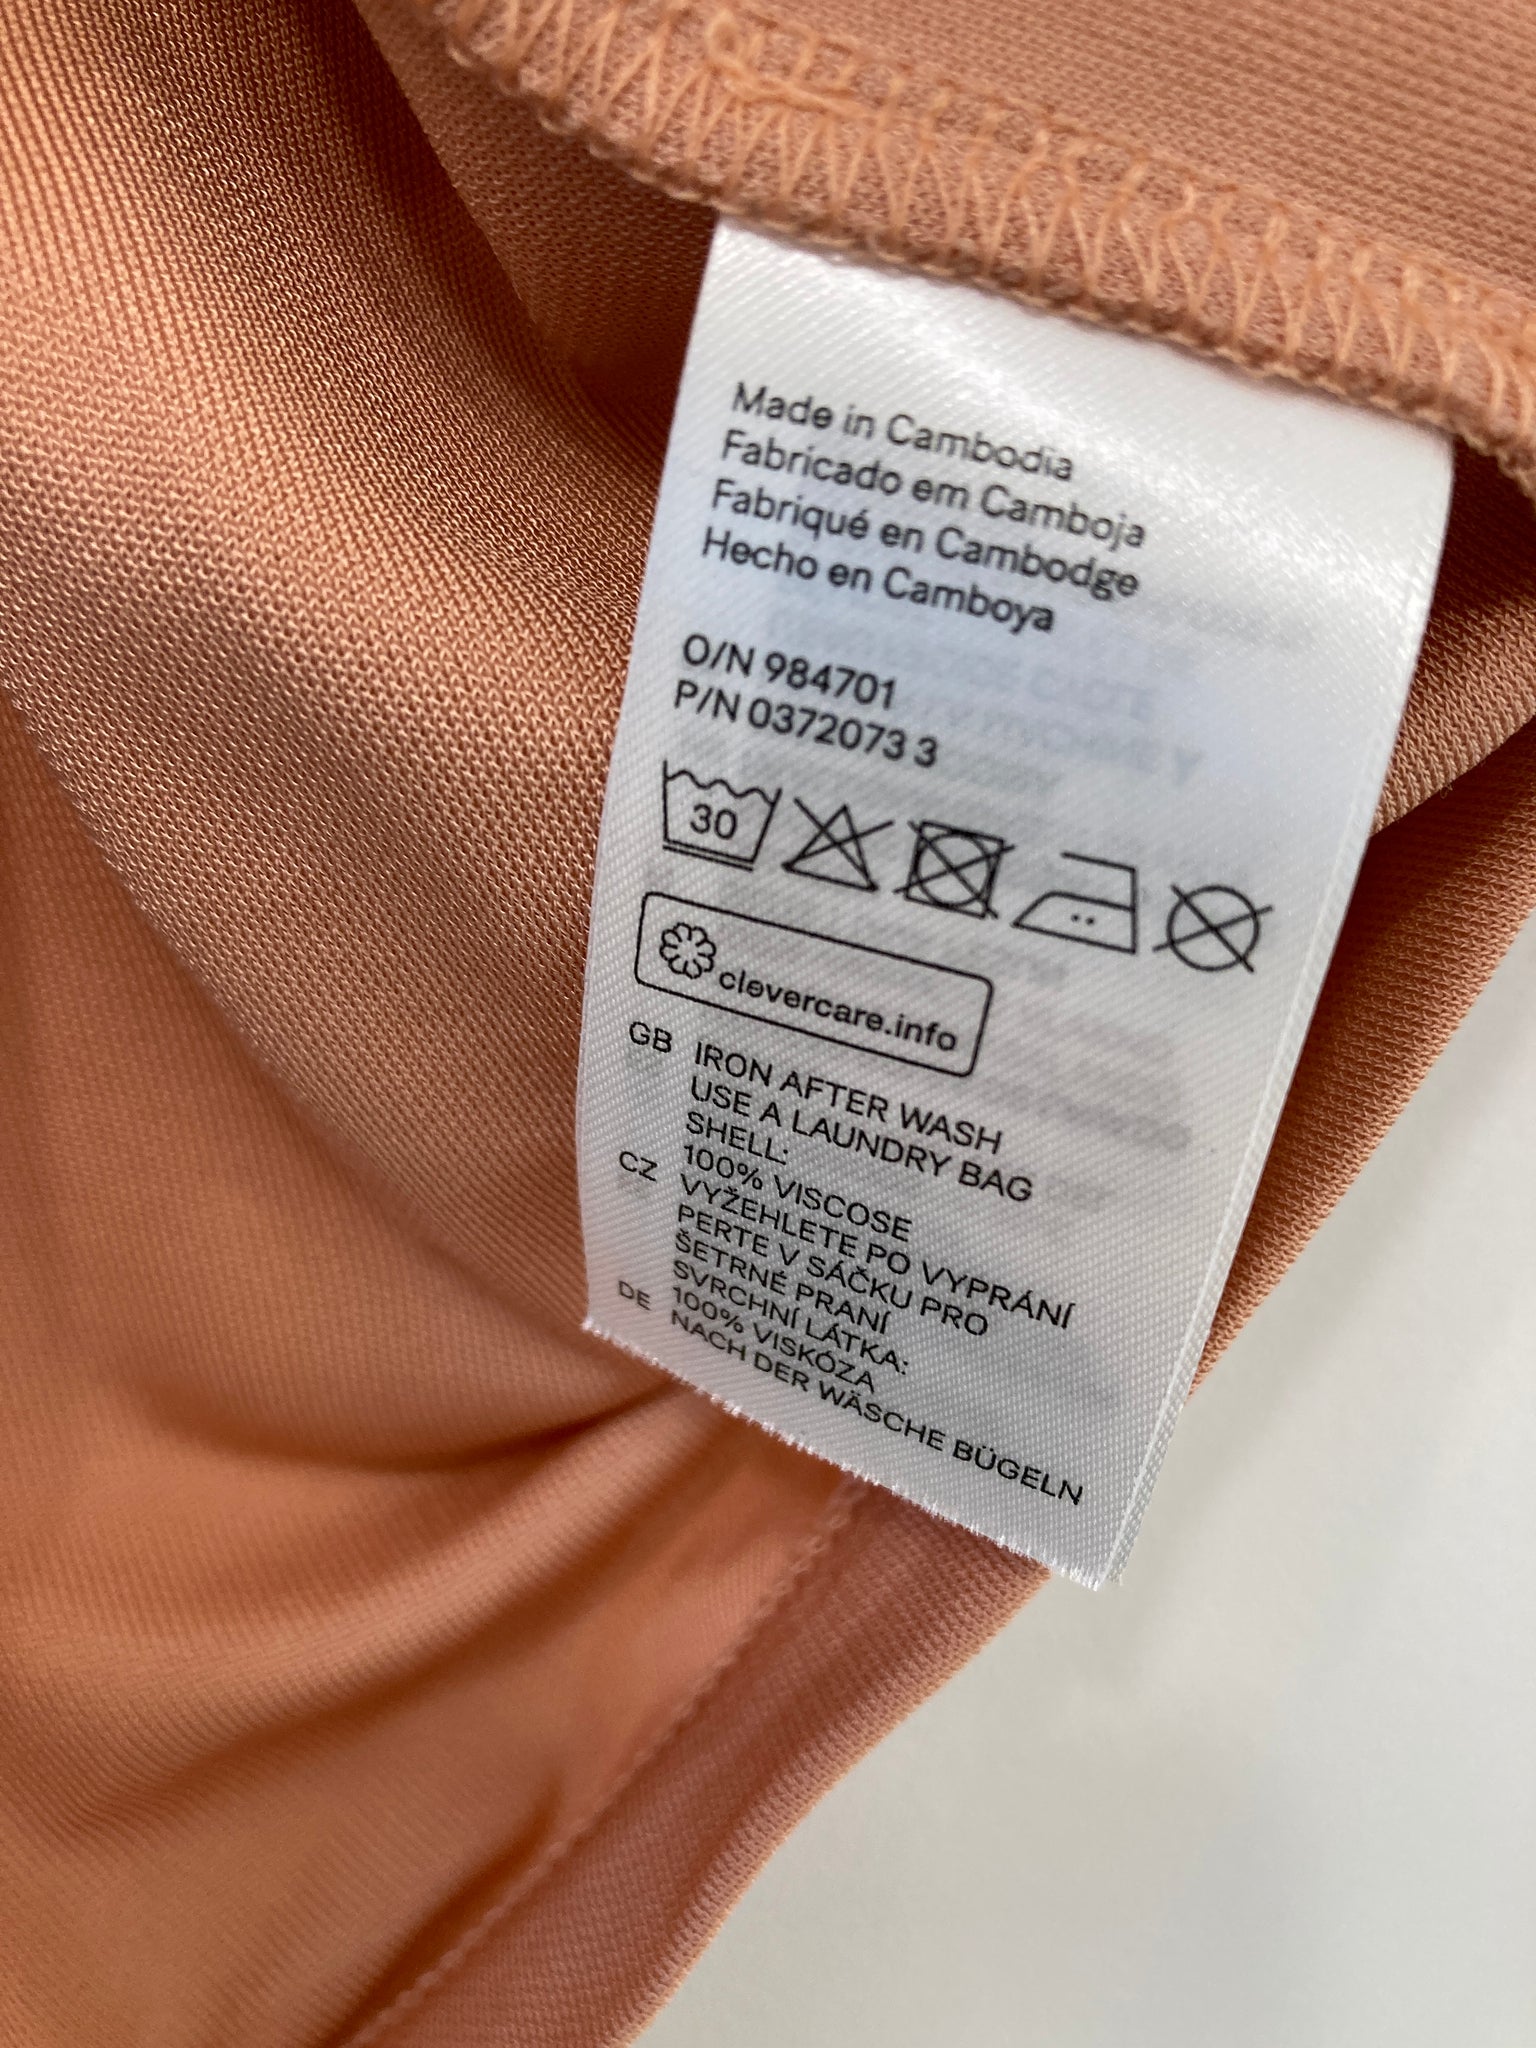 Made in Cambodia
Fabricado em Camboja
Fabriqué en Cambodge
Hecho en Camboya
O/N 984701
P/N 0372073 3
30
clevercare.info
GB IRON AFTER WASH
USE A LAUNDRY BAG
SHELL:
100% VISCOSE
CZ VYŽEHLETE PO VYPRÁNÍ
PERTE V SÁČKU PRO
ŠETRNÉ PRANÍ
SVRCHNÍ LÁTKA:
100% VISKÓZA
DE NACH DER WÄSCHE BÜGELN